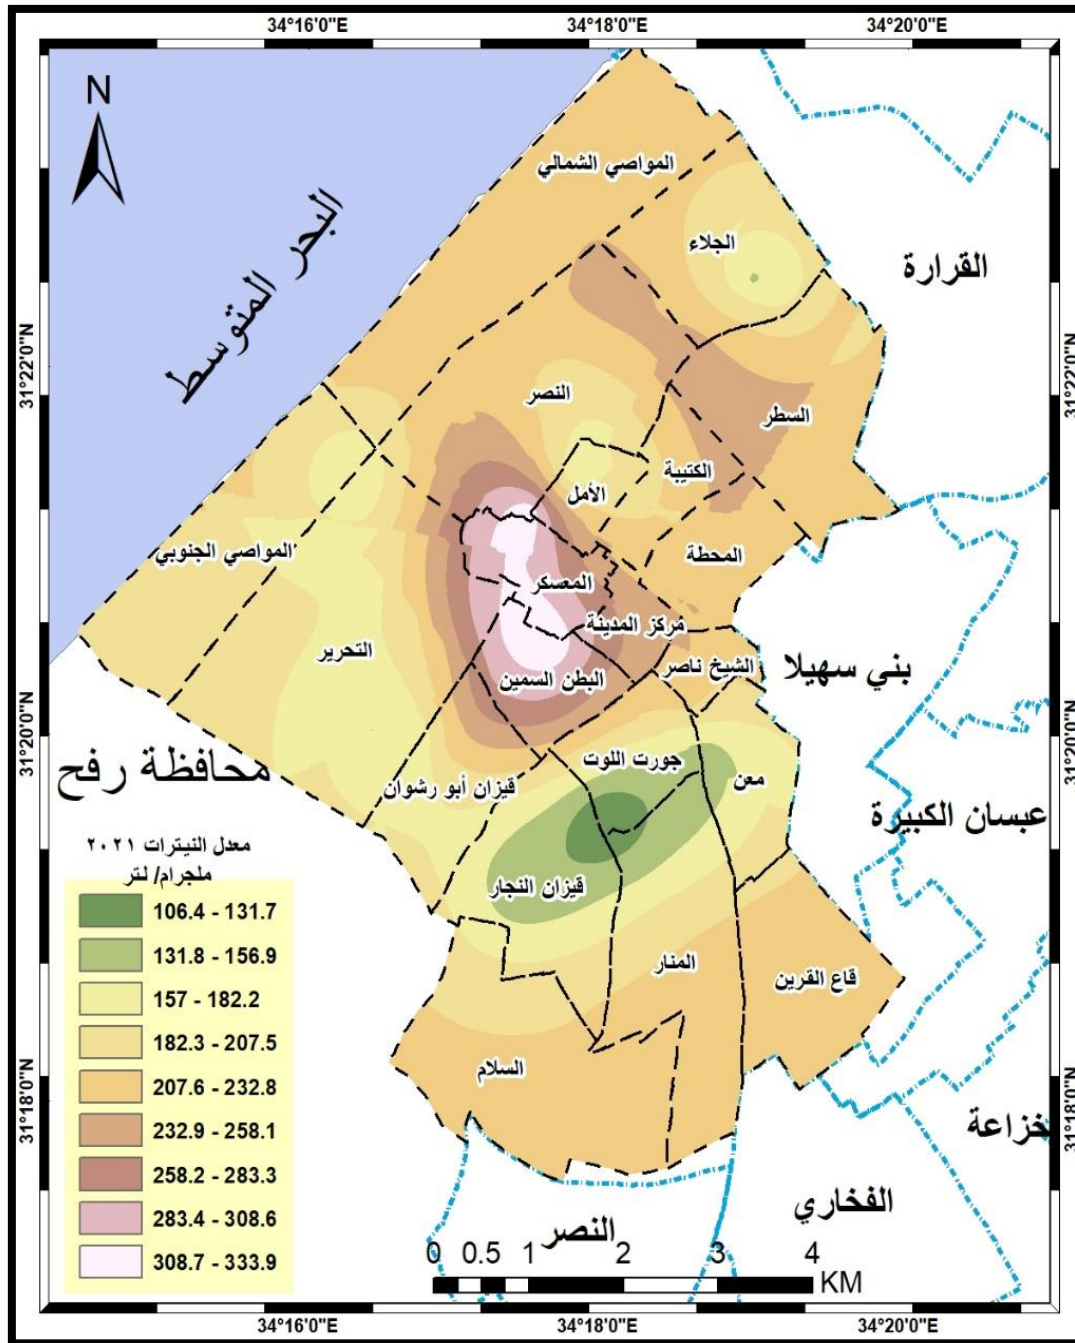 34°16'0"E 34°18'0"E 34°20'0"E
N
المواصي الشمالي
البحر المتوسط
الجلاء
القرارة
31°22'0"N 31°22'0"N
النصر
السطر
الكتيبة
الأمل
المواصي الجنوبي
المحطة
المعسكر
مركز المدينة
التحرير
الشيخ ناصر
البطن السمين
بني سهيلا
31°20'0"N 31°20'0"N
محافظة رفح
جورت اللوت
معن
قيزان أبو رشوان
عبسان الكبيرة
قيزان النجار
المنار
قاع القرين
السلام
31°18'0"N 31°18'0"N
خزاعة
الفخاري
النصر
معدل النيترات ٢٠٢١
ملجرام/ لتر
106.4 - 131.7
131.8 - 156.9
157 - 182.2
182.3 - 207.5
207.6 - 232.8
232.9 - 258.1
258.2 - 283.3
283.4 - 308.6
308.7 - 333.9
0 0.5 1 2 3 4
KM
34°16'0"E 34°18'0"E 34°20'0"E